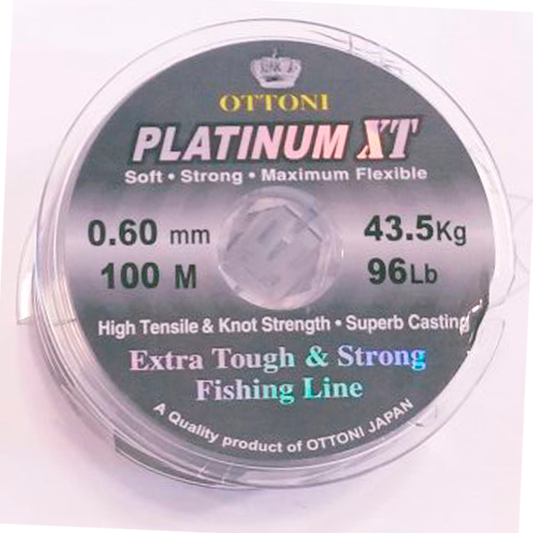 OTTONI
PLATINUM XT
Soft • Strong • Maximum Flexible
0.60 mm 43.5Kg
100 M 96Lb
High Tensile & Knot Strength • Superb Casting
Extra Tough & Strong
Fishing Line
A Quality product of OTTONI JAPAN